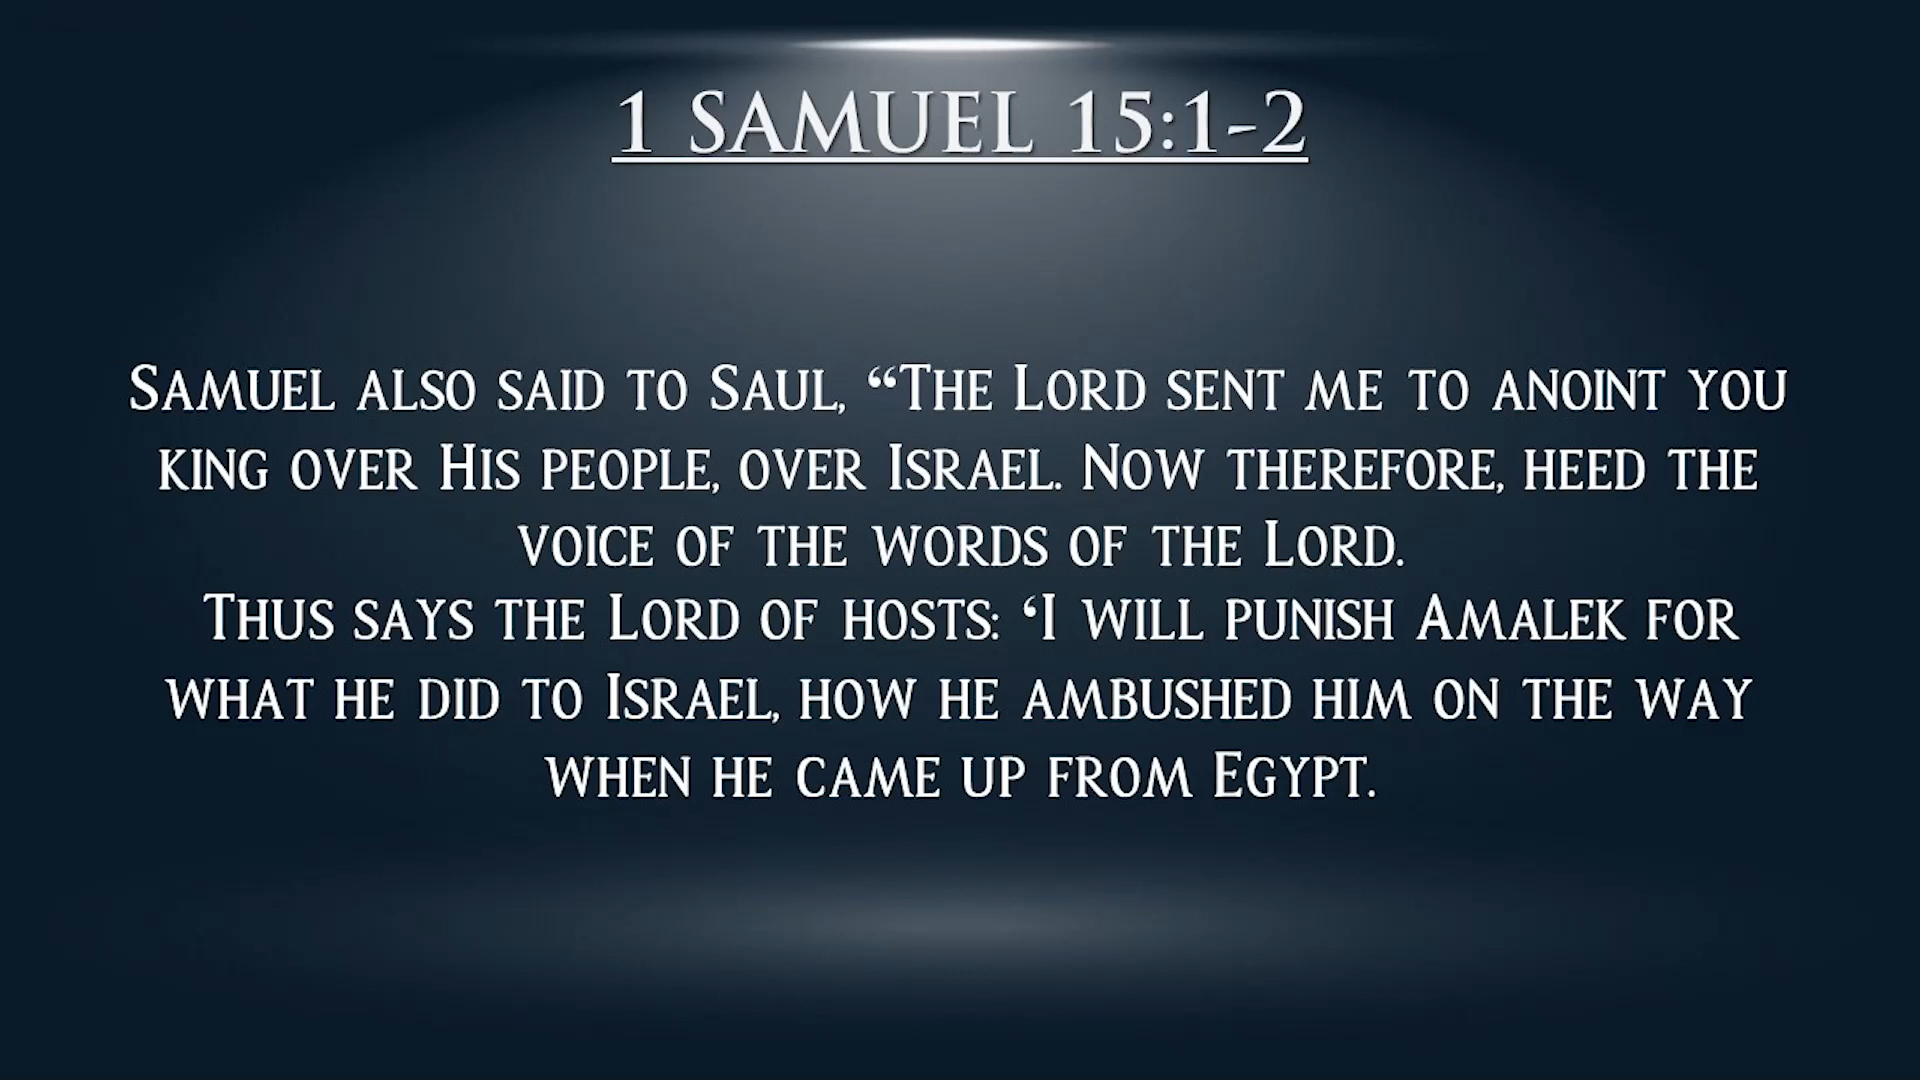 1 SAMUEL 15:1-2
Samuel also said to Saul, “The Lord sent me to anoint you
king over His people, over Israel. Now therefore, heed the
voice of the words of the Lord.
Thus says the Lord of hosts: ‘I will punish Amalek for
what he did to Israel, how he ambushed him on the way
when he came up from Egypt.